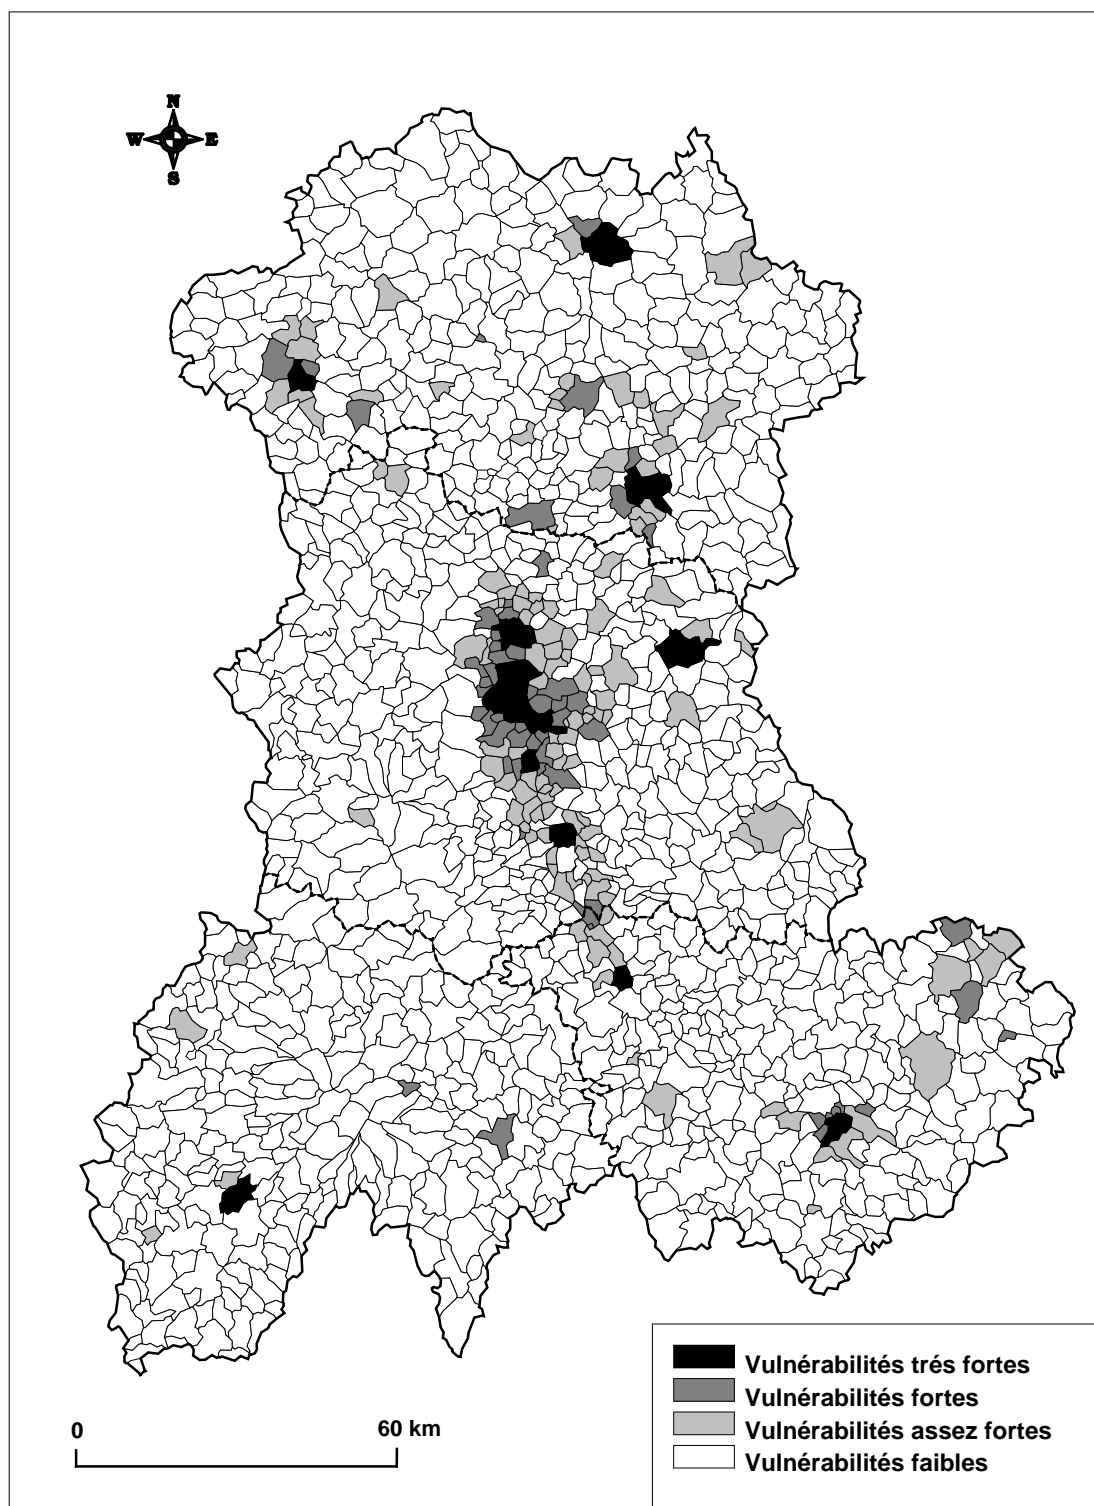 N
W E
S
Vulnérabilités trés fortes
Vulnérabilités fortes
Vulnérabilités assez fortes
Vulnérabilités faibles
0 60 km